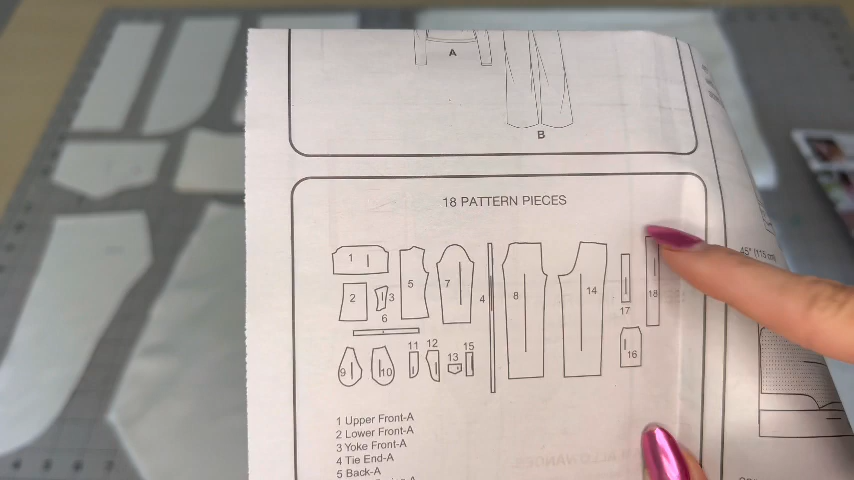 A
B
18 PATTERN PIECES
1
2
3
4
5
6
7
8
9
10
11
12
13
14
15
16
17
18
1 Upper Front-A
2 Lower Front-A
3 Yoke Front-A
4 Tie End-A
5 Back-A
45" (115 cm)